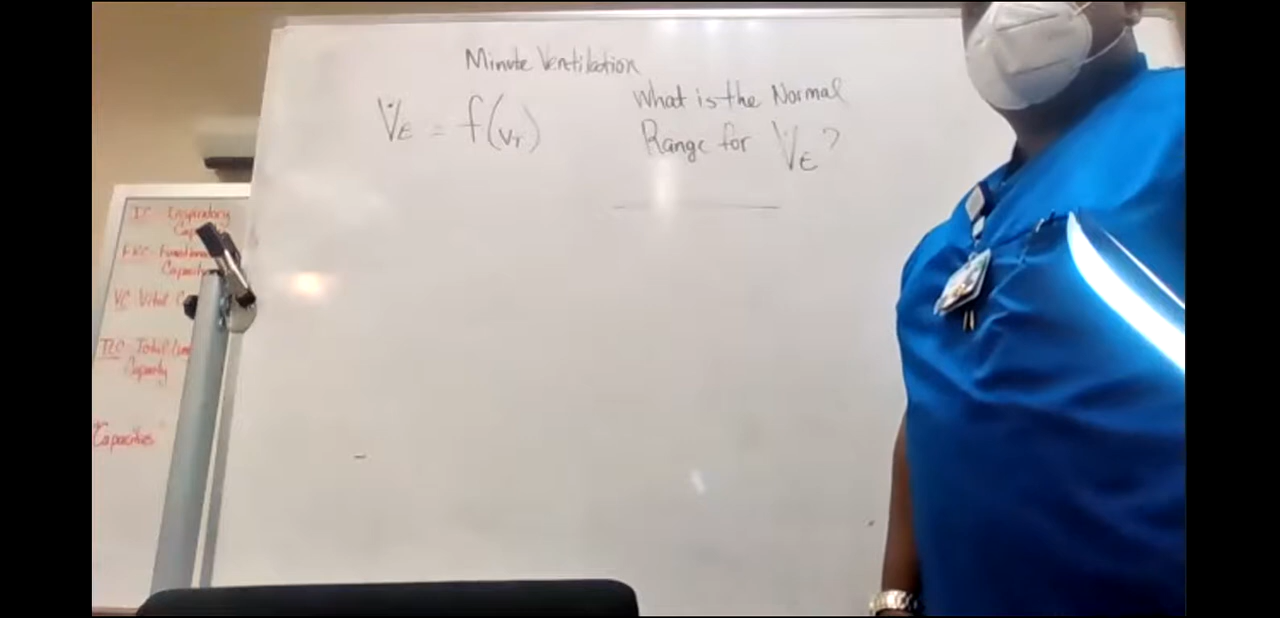 Minute Ventilation
V̇E = f(VT)
What is the Normal
Range for V̇E?
IC - Inspiratory
FRC - Functional
Capacity
VC - Vital
TLC - Total
Capacity
Capacities